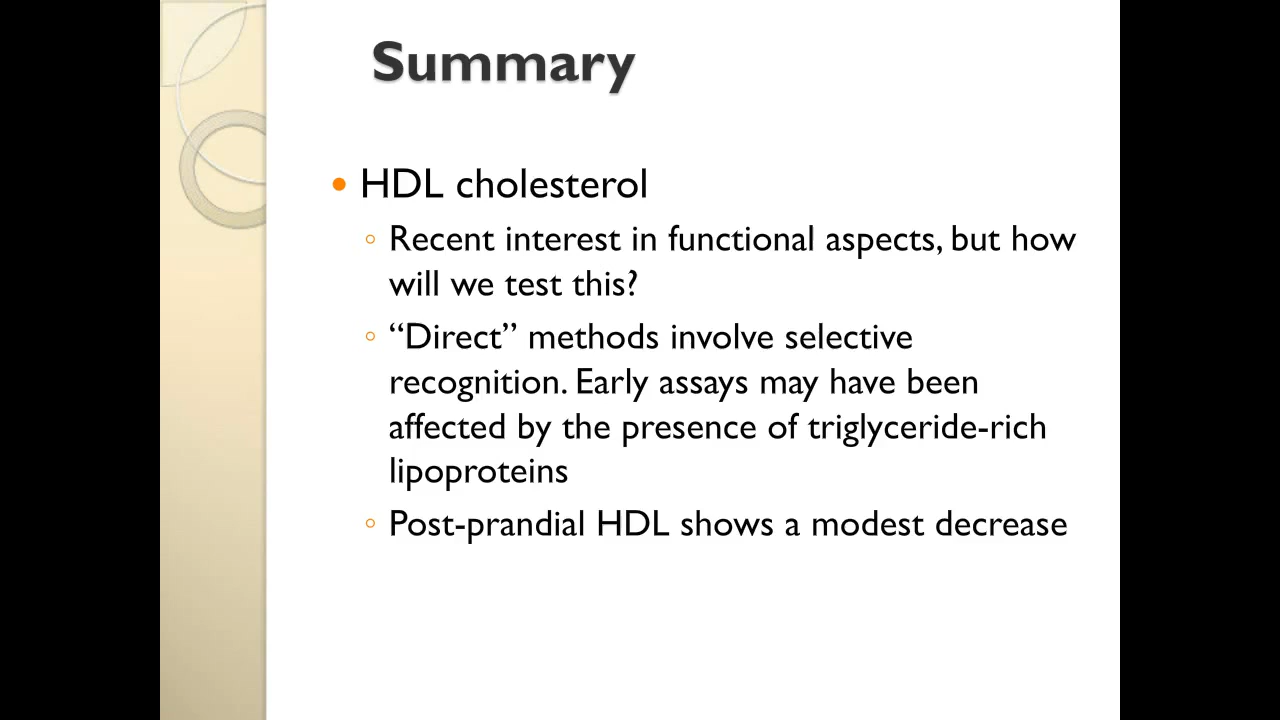 Summary
• HDL cholesterol
◦ Recent interest in functional aspects, but how
will we test this?
◦ “Direct” methods involve selective
recognition. Early assays may have been
affected by the presence of triglyceride-rich
lipoproteins
◦ Post-prandial HDL shows a modest decrease